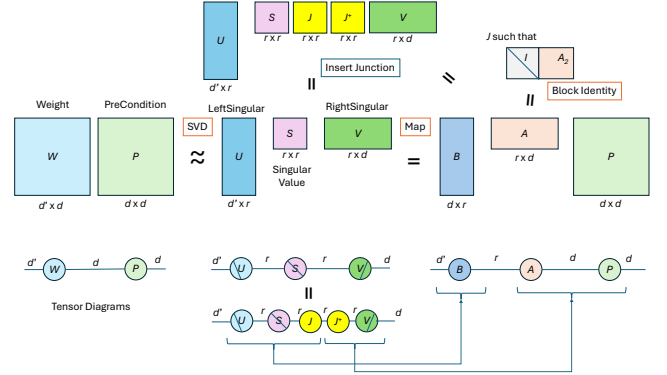 U
S
J
J⁺
V
r x r
r x r
r x r
r x d
d' x r
Insert Junction
=
=
J such that
I
A₂
=
Block Identity
Weight
PreCondition
LeftSingular
RightSingular
W
P
SVD
≈
U
S
V
Map
=
B
A
P
r x r
r x d
r x d
Singular
Value
d' x d
d x d
d' x r
d x r
d x d
d'
W
d
P
d
d'
U
r
S
r
V
d
d'
B
r
A
d
P
d
=
Tensor Diagrams
d'
U
r
S
r
J
r
J⁺
r
V
d